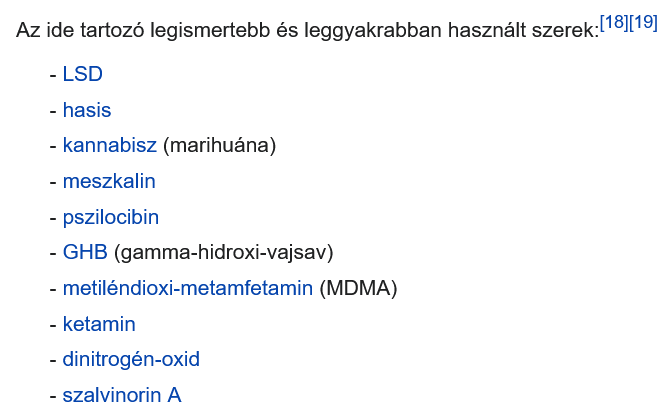 Az ide tartozó legismertebb és leggyakrabban használt szerek:[18][19]
- LSD
- hasis
- kannabisz (marihuána)
- meszkalin
- pszilocibin
- GHB (gamma-hidroxi-vajsav)
- metiléndioxi-metamfetamin (MDMA)
- ketamin
- dinitrogén-oxid
- szalvinorin A